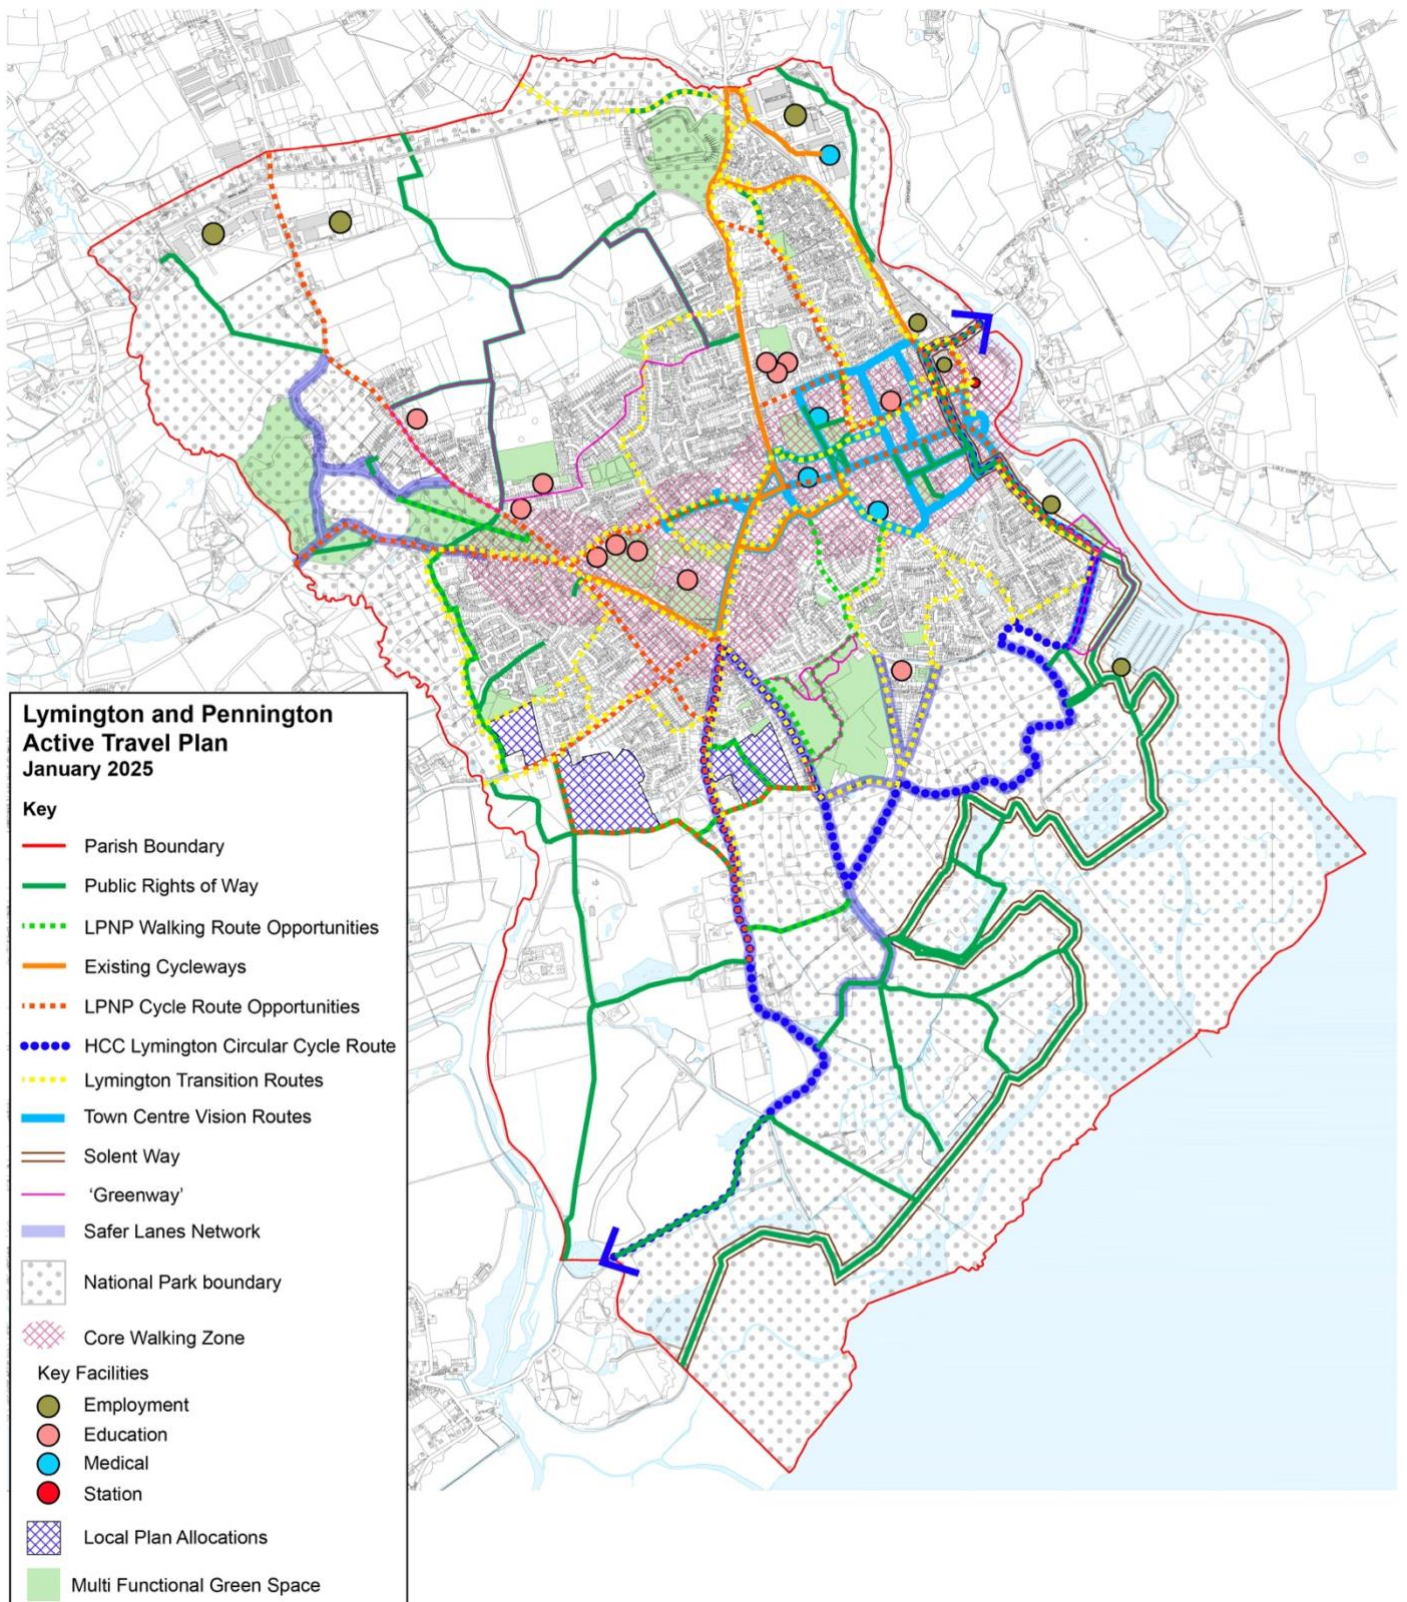 Lymington and Pennington
Active Travel Plan
January 2025
Key
Parish Boundary
Public Rights of Way
LPNP Walking Route Opportunities
Existing Cycleways
LPNP Cycle Route Opportunities
HCC Lymington Circular Cycle Route
Lymington Transition Routes
Town Centre Vision Routes
Solent Way
‘Greenway’
Safer Lanes Network
National Park boundary
Core Walking Zone
Key Facilities
Employment
Education
Medical
Station
Local Plan Allocations
Multi Functional Green Space